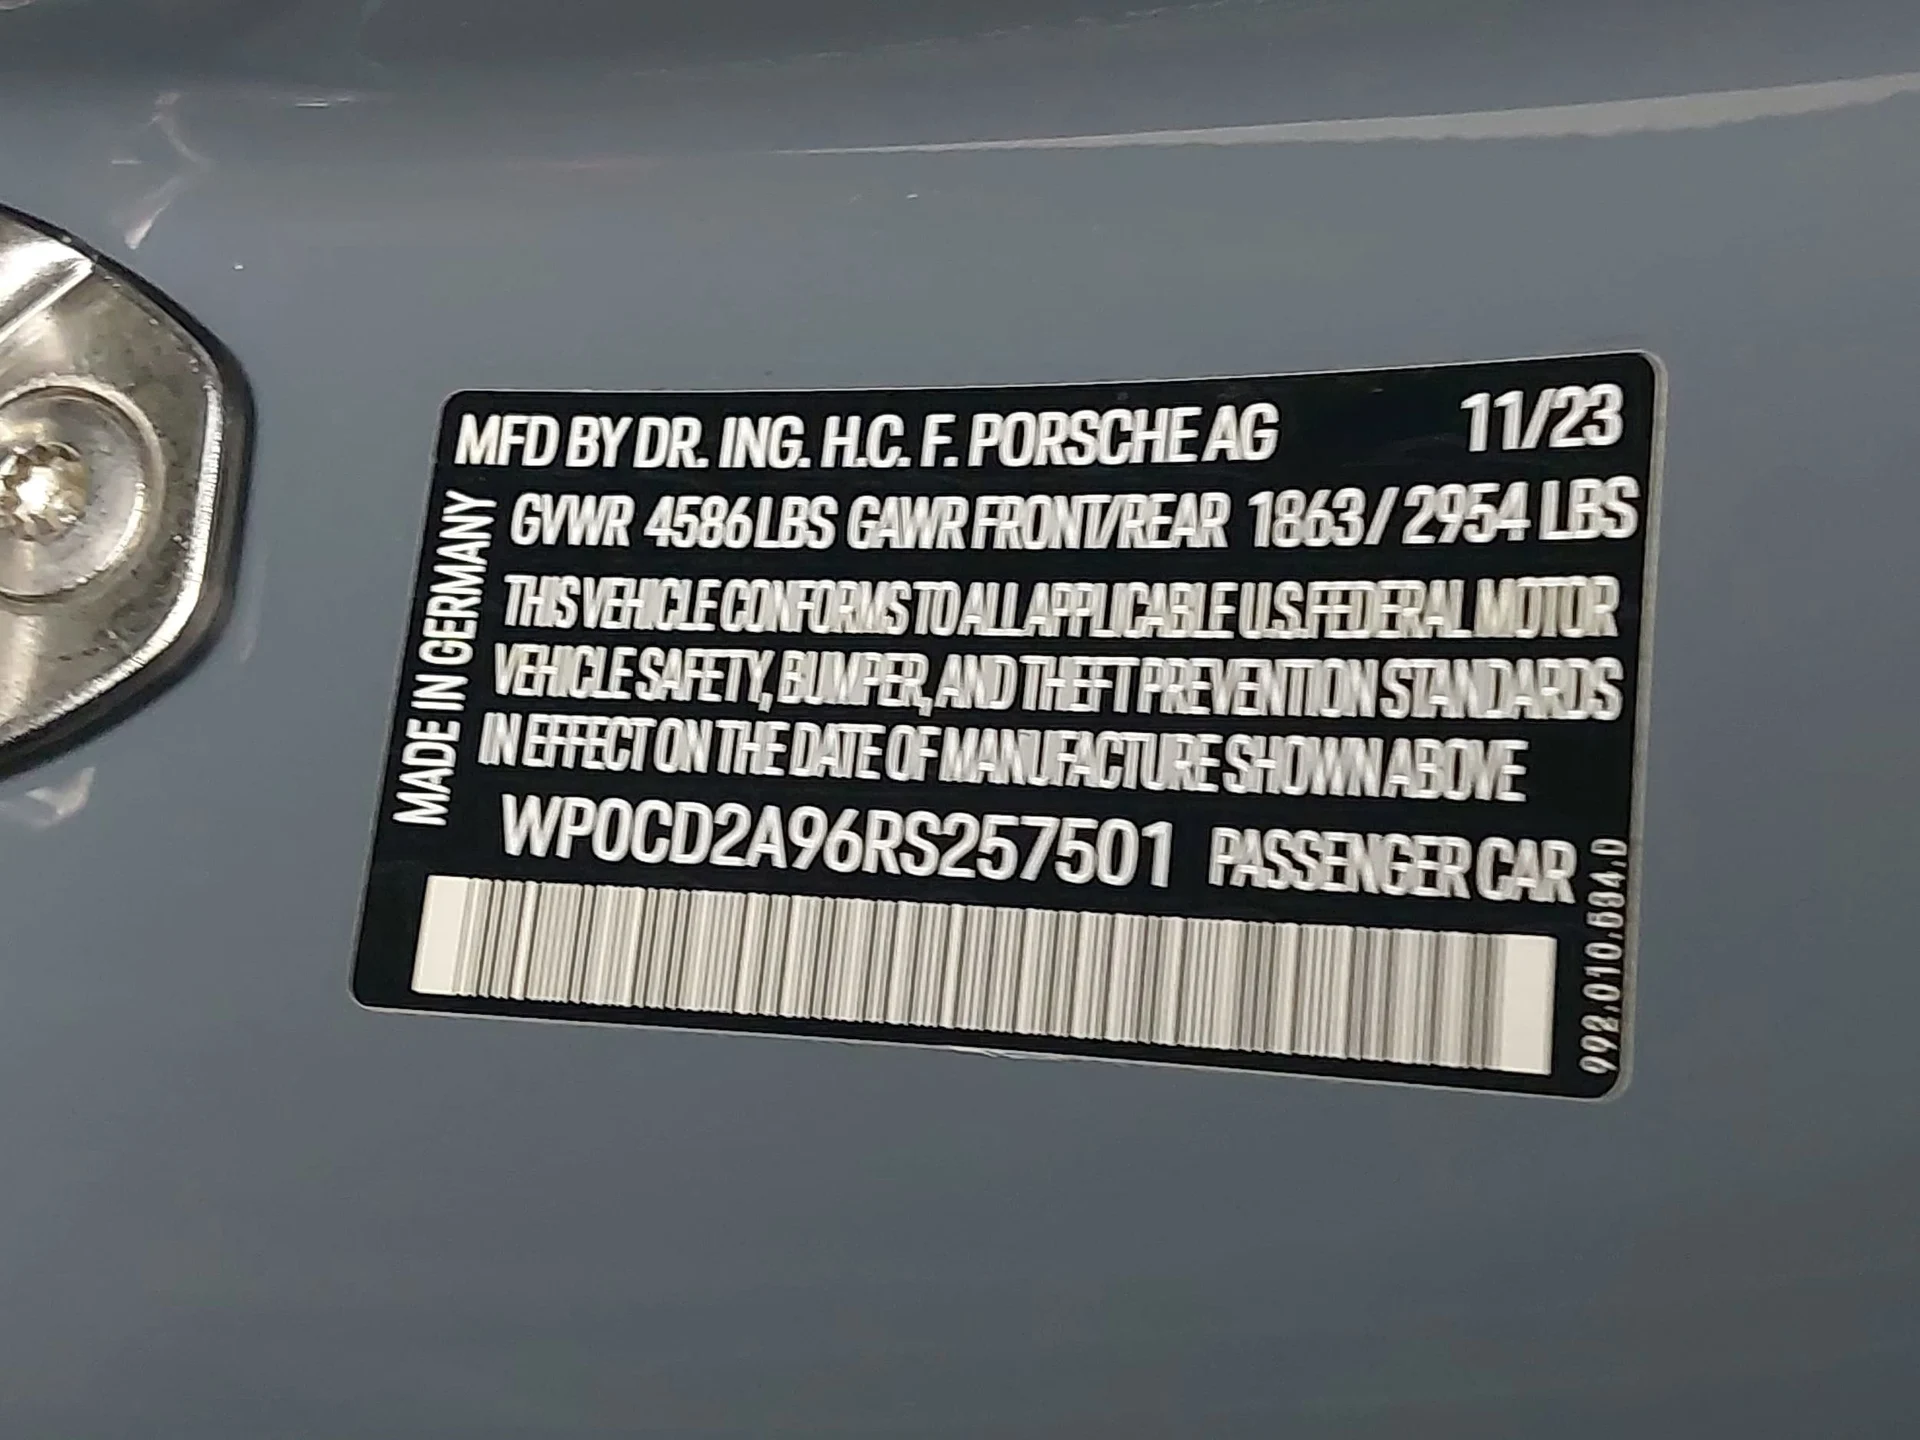 MFD BY DR. ING. H.C. F. PORSCHE AG 11/23
GVWR 4586 LBS GAWR FRONT/REAR 1863 / 2954 LBS
THIS VEHICLE CONFORMS TO ALL APPLICABLE U.S. FEDERAL MOTOR
VEHICLE SAFETY, BUMPER, AND THEFT PREVENTION STANDARDS
IN EFFECT ON THE DATE OF MANUFACTURE SHOWN ABOVE
WP0CD2A96RS257501 PASSENGER CAR
MADE IN GERMANY
992.010.684.D